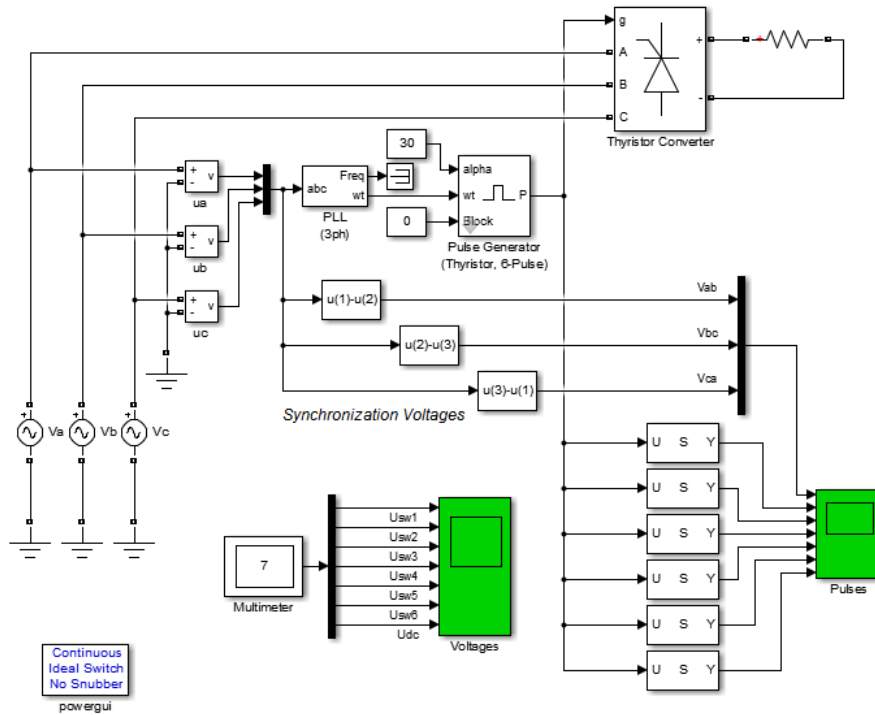 g
A
B
C
+
-
Thyristor Converter
30
0
+
-
v
ua
+
-
v
ub
+
-
v
uc
abc
Freq
wt
PLL
(3ph)
alpha
wt
Block
P
Pulse Generator
(Thyristor, 6-Pulse)
u(1)-u(2)
Vab
u(2)-u(3)
Vbc
u(3)-u(1)
Vca
Synchronization Voltages
Va
Vb
Vc
U S Y
U S Y
U S Y
U S Y
U S Y
U S Y
Pulses
7
Multimeter
Usw1
Usw2
Usw3
Usw4
Usw5
Usw6
Udc
Voltages
Continuous
Ideal Switch
No Snubber
powergui